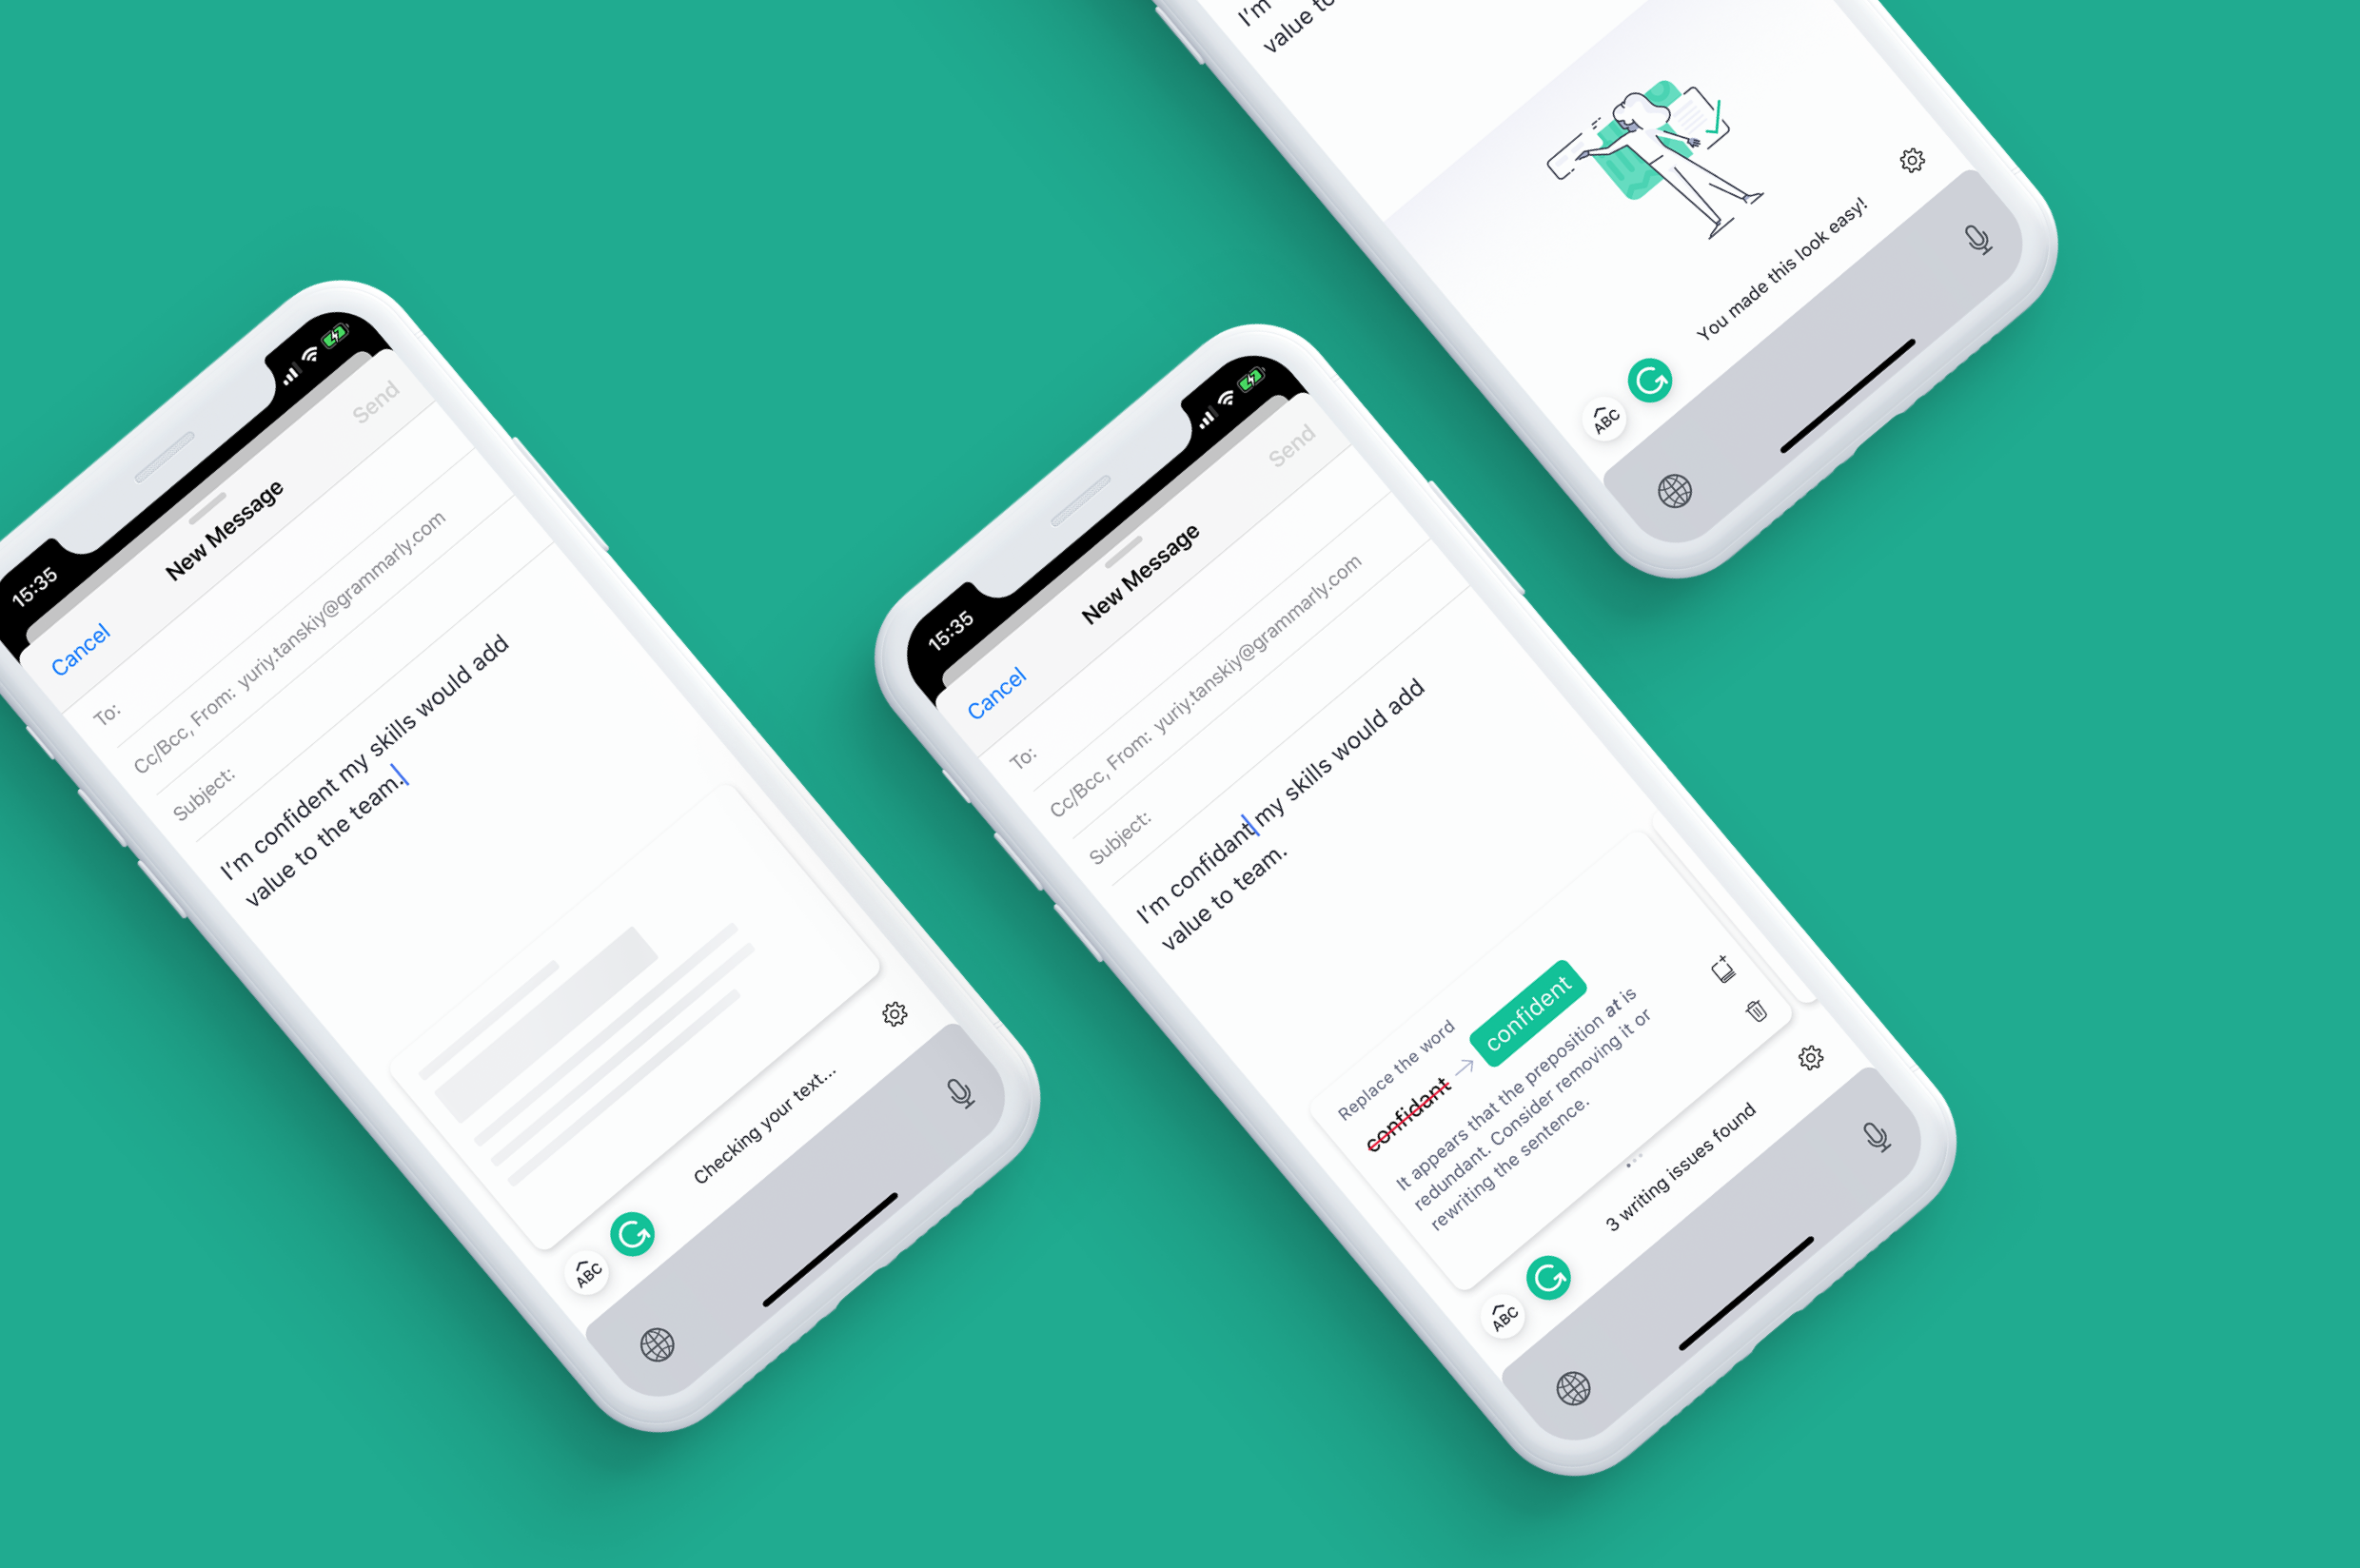 15:35
Cancel
New Message
Send
To:
Cc/Bcc, From: yuriy.tanskiy@grammarly.com
Subject:
I'm confident my skills would add
value to the team.
Checking your text...
ABC
15:35
Cancel
New Message
Send
To:
Cc/Bcc, From: yuriy.tanskiy@grammarly.com
Subject:
I'm confidant my skills would add
value to team.
Replace the word
confidant → confident
It appears that the preposition at is
redundant. Consider removing it or
rewriting the sentence.
3 writing issues found
ABC
I'm
value to
You made this look easy!
ABC